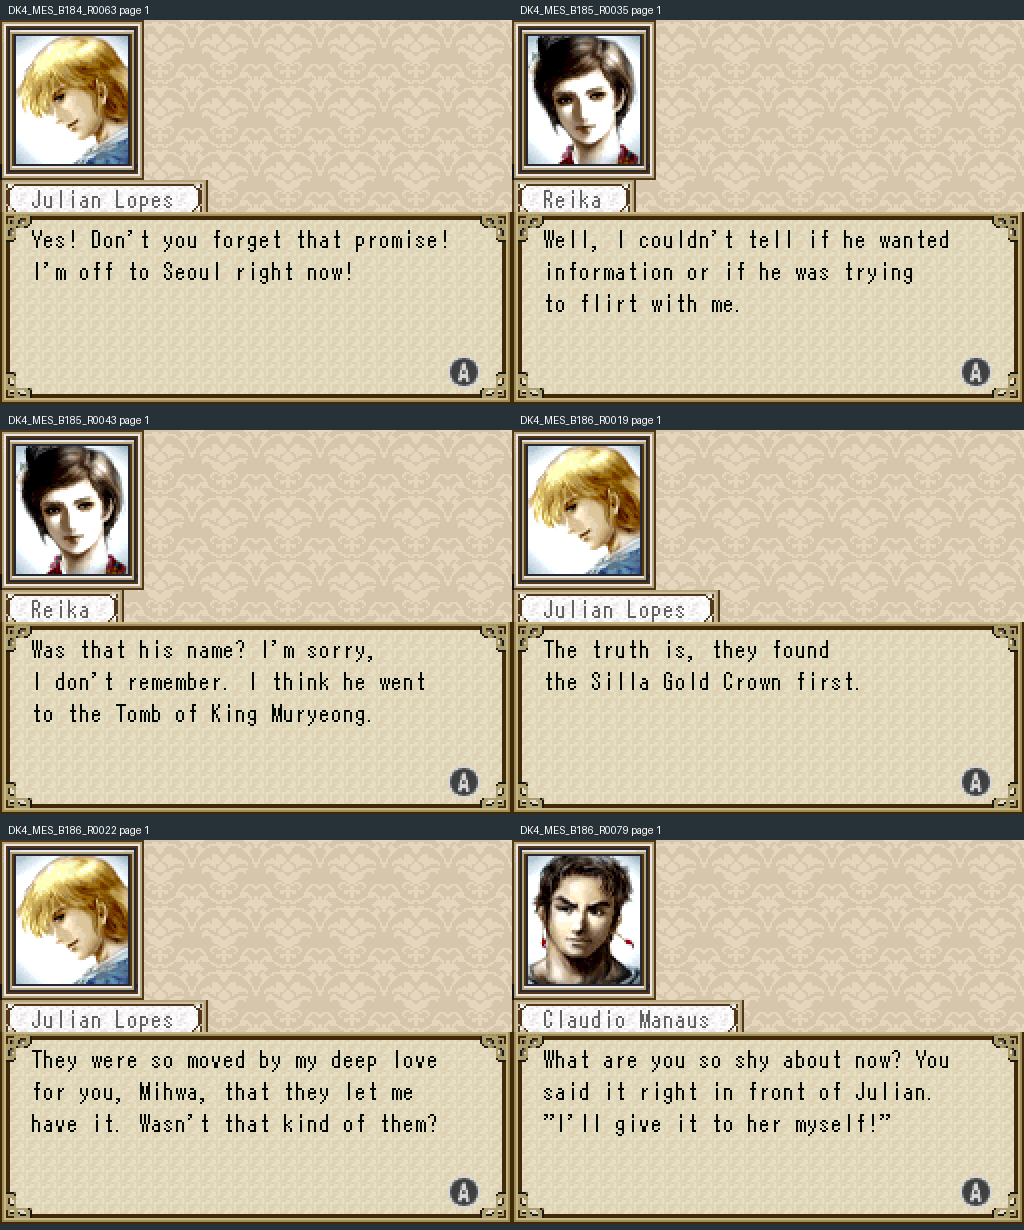 DK4_MES_B184_R0063 page 1
Julian Lopes
Yes! Don't you forget that promise!
I'm off to Seoul right now!
A
DK4_MES_B185_R0035 page 1
Reika
Well, I couldn't tell if he wanted
information or if he was trying
to flirt with me.
A
DK4_MES_B185_R0043 page 1
Reika
Was that his name? I'm sorry,
I don't remember. I think he went
to the Tomb of King Muryeong.
A
DK4_MES_B186_R0019 page 1
Julian Lopes
The truth is, they found
the Silla Gold Crown first.
A
DK4_MES_B186_R0022 page 1
Julian Lopes
They were so moved by my deep love
for you, Mihwa, that they let me
have it. Wasn't that kind of them?
A
DK4_MES_B186_R0079 page 1
Claudio Manaus
What are you so shy about now? You
said it right in front of Julian.
"I'll give it to her myself!"
A